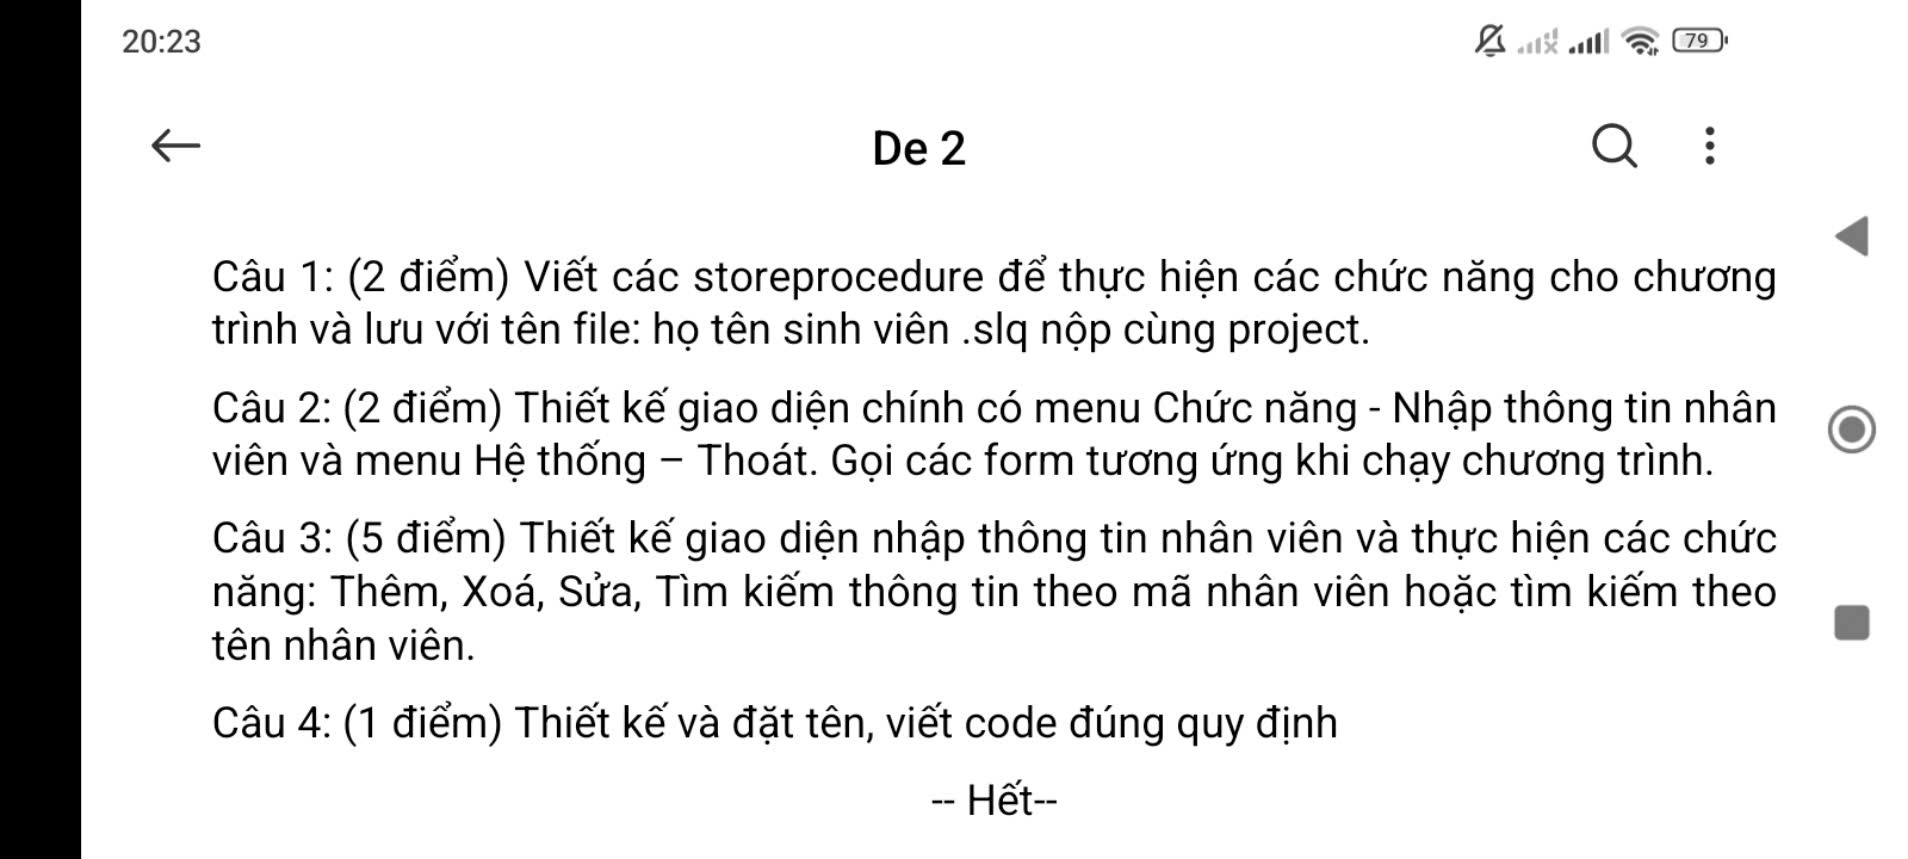 20:23
79
De 2
Câu 1: (2 điểm) Viết các storeprocedure để thực hiện các chức năng cho chương
trình và lưu với tên file: họ tên sinh viên .slq nộp cùng project.
Câu 2: (2 điểm) Thiết kế giao diện chính có menu Chức năng - Nhập thông tin nhân
viên và menu Hệ thống – Thoát. Gọi các form tương ứng khi chạy chương trình.
Câu 3: (5 điểm) Thiết kế giao diện nhập thông tin nhân viên và thực hiện các chức
năng: Thêm, Xoá, Sửa, Tìm kiếm thông tin theo mã nhân viên hoặc tìm kiếm theo
tên nhân viên.
Câu 4: (1 điểm) Thiết kế và đặt tên, viết code đúng quy định
-- Hết--